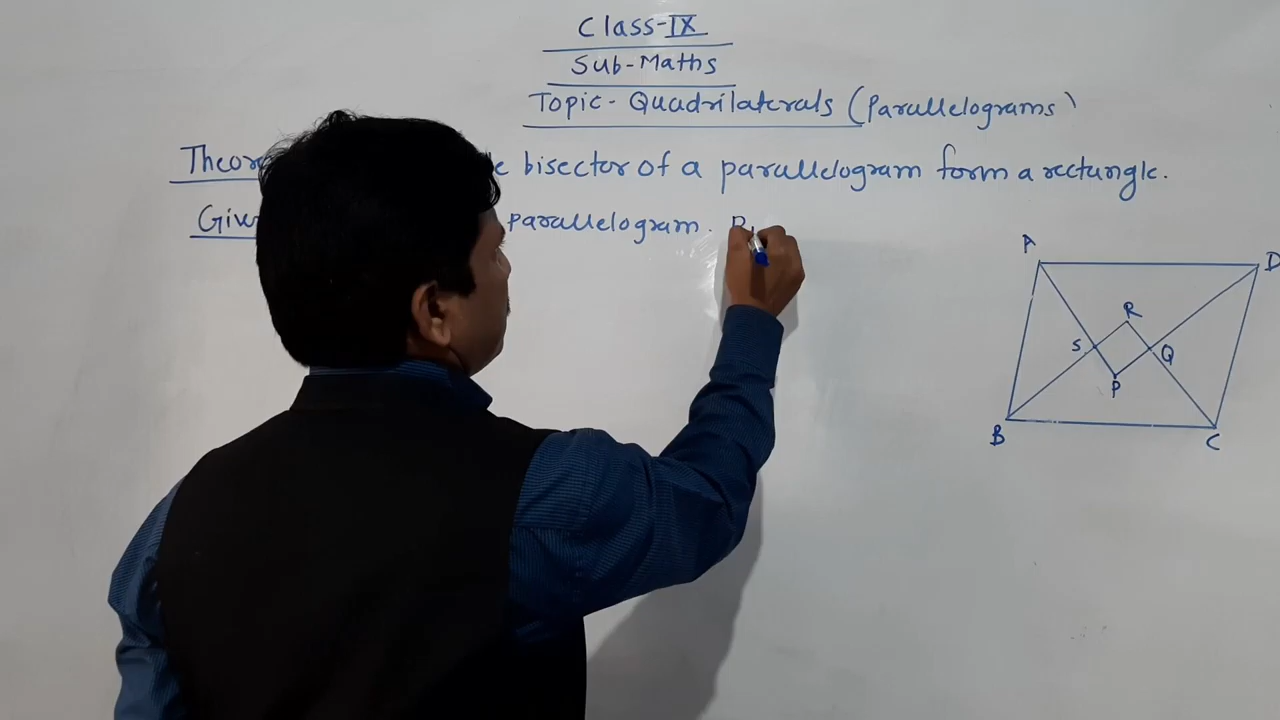 Class-IX
Sub-Maths
Topic- Quadrilaterals (Parallelograms)
bisector of a parallelogram form a rectangle.
parallelogram.
A
D
R
S
Q
P
B
C